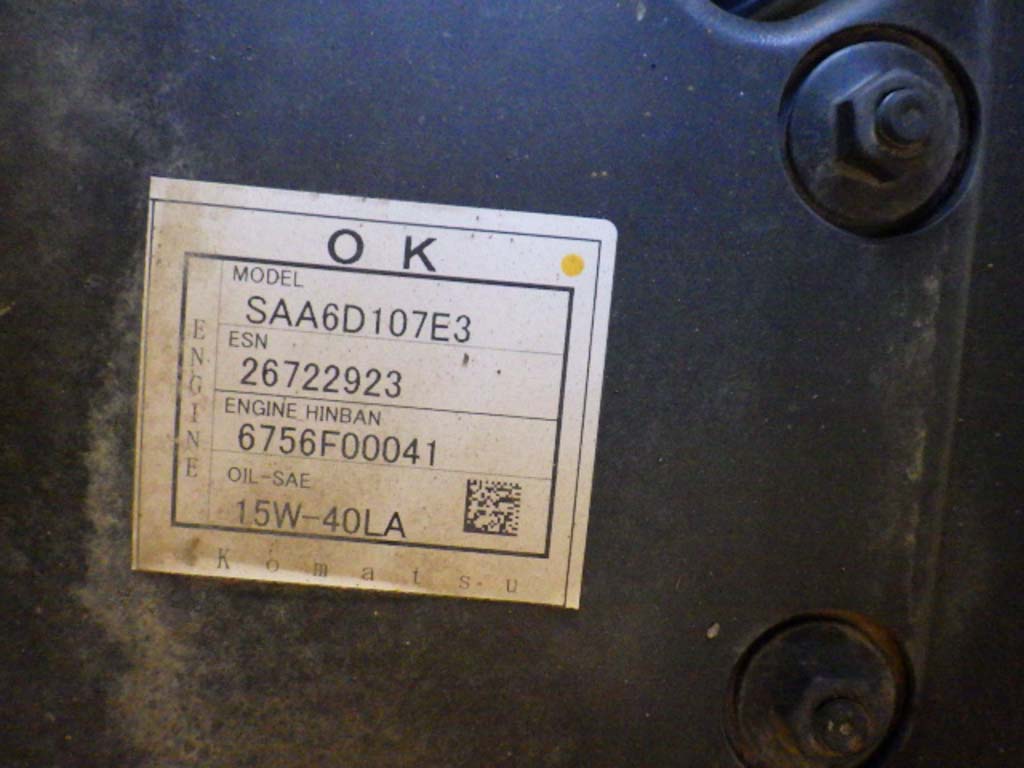 OK
ENGINE
MODEL
SAA6D107E3
ESN
26722923
ENGINE HINBAN
6756F00041
OIL-SAE
15W-40LA
Komatsu